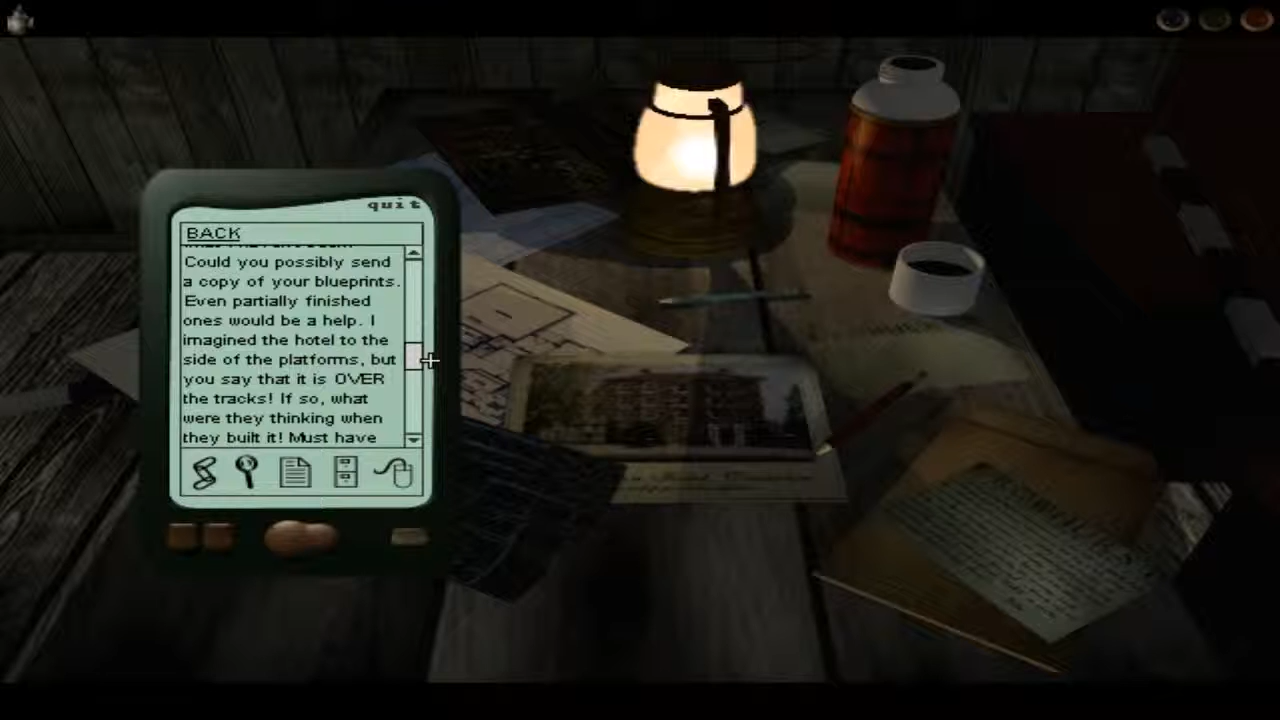 quit
BACK
Could you possibly send
a copy of your blueprints.
Even partially finished
ones would be a help. I
imagined the hotel to the
side of the platforms, but
you say that it is OVER
the tracks! If so, what
were they thinking when
they built it! Must have